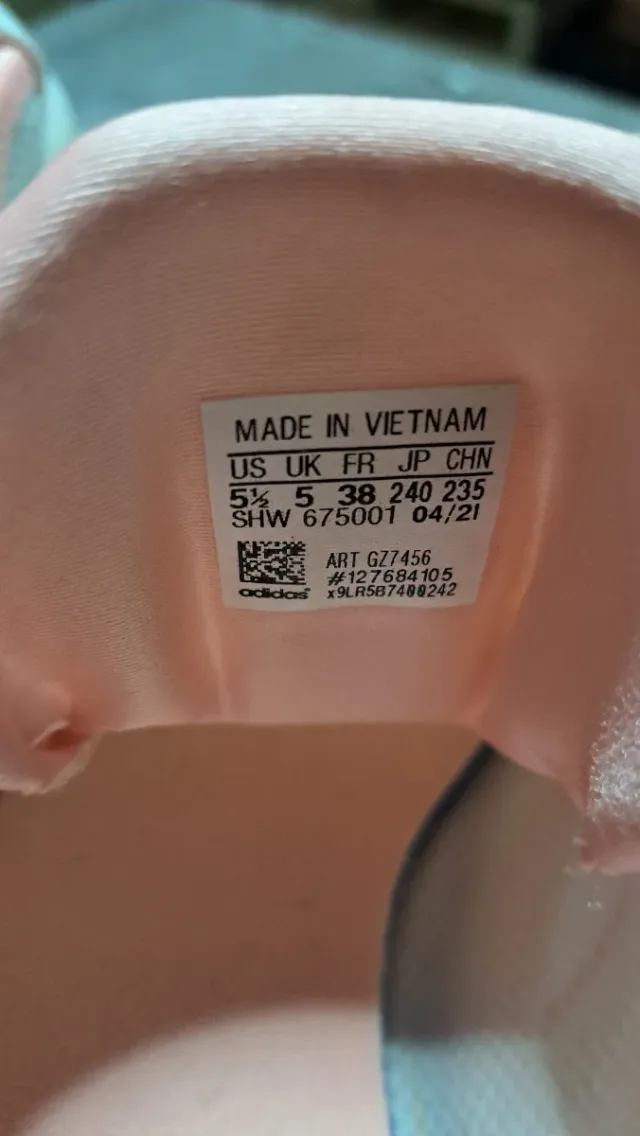 MADE IN VIETNAM
US UK FR JP CHN
5½ 5 38 240 235
SHW 675001 04/21
ART GZ7456
#127684105
adidas x9LR5B7400242